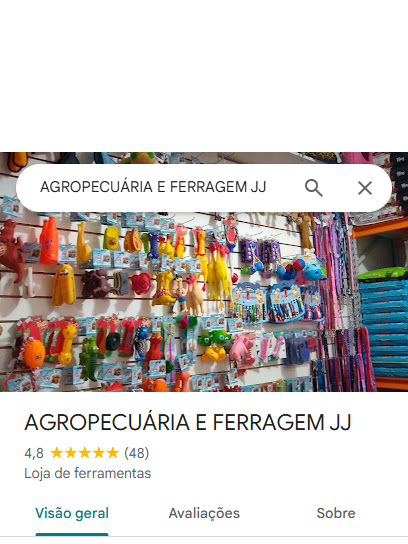 AGROPECUÁRIA E FERRAGEM JJ
AGROPECUÁRIA E FERRAGEM JJ
4,8 ★★★★★ (48)
Loja de ferramentas
Visão geral Avaliações Sobre